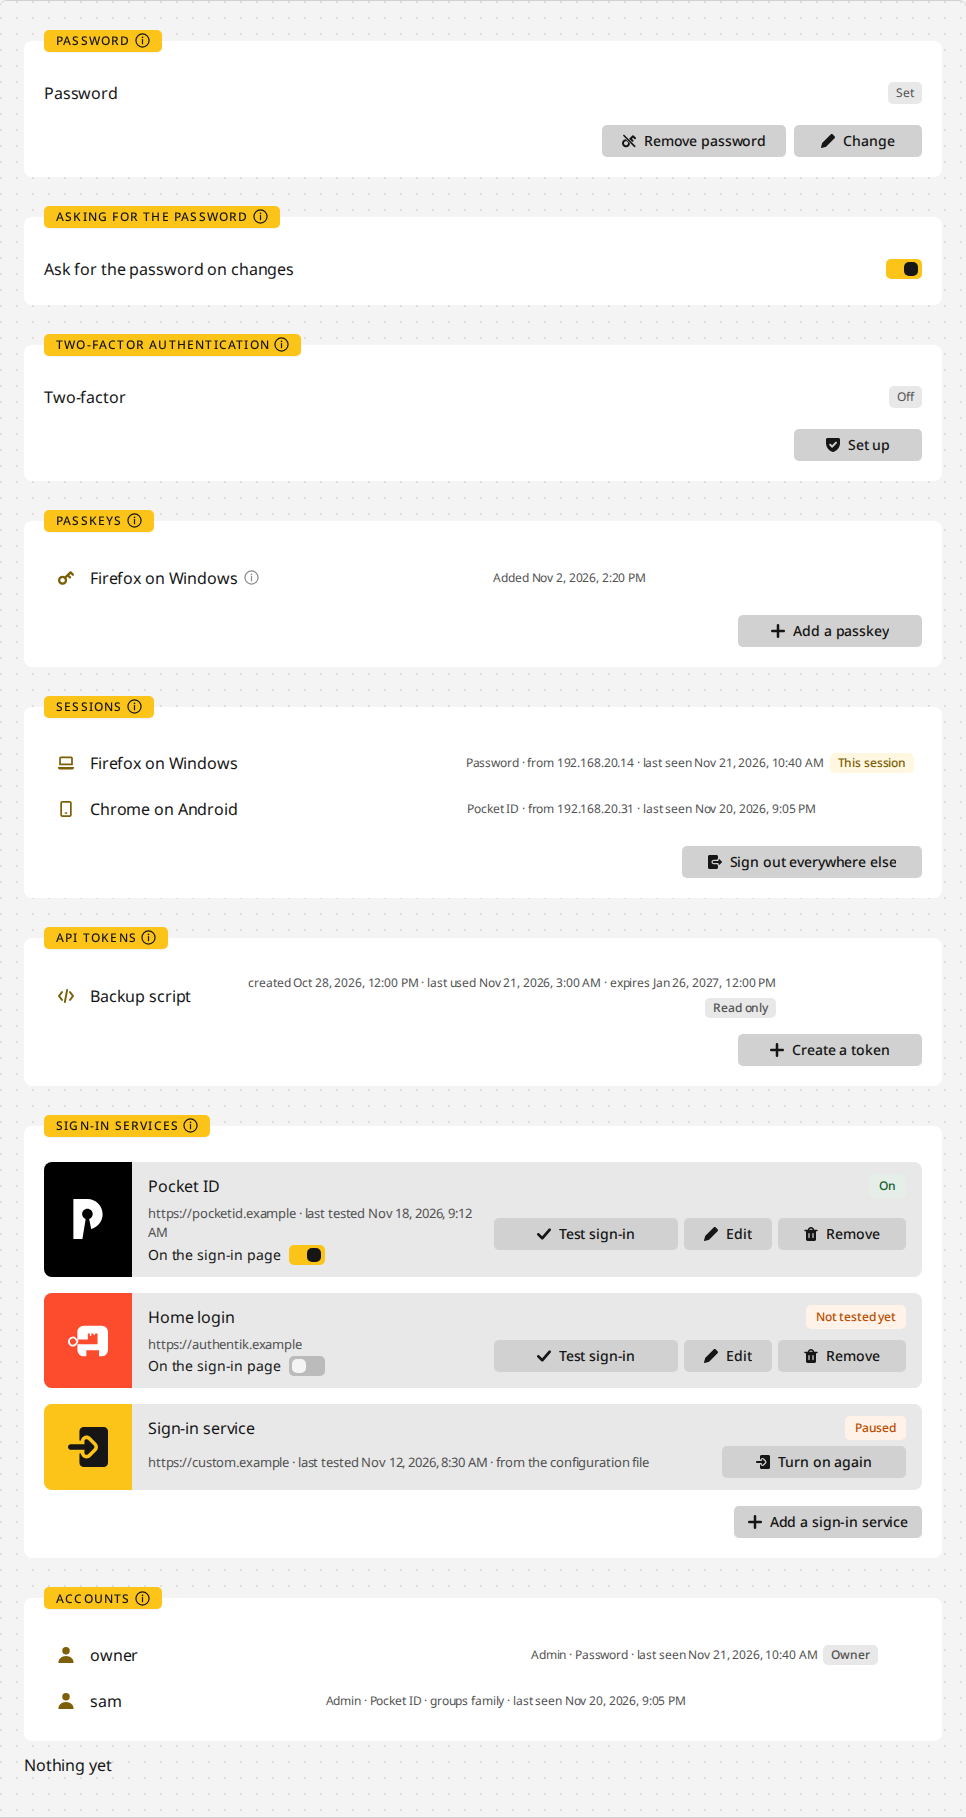 PASSWORD
Password
Set
Remove password
Change
ASKING FOR THE PASSWORD
Ask for the password on changes
TWO-FACTOR AUTHENTICATION
Two-factor
Off
Set up
PASSKEYS
Firefox on Windows
Added Nov 2, 2026, 2:20 PM
Add a passkey
SESSIONS
Firefox on Windows
Password · from 192.168.20.14 · last seen Nov 21, 2026, 10:40 AM
This session
Chrome on Android
Pocket ID · from 192.168.20.31 · last seen Nov 20, 2026, 9:05 PM
Sign out everywhere else
API TOKENS
Backup script
created Oct 28, 2026, 12:00 PM · last used Nov 21, 2026, 3:00 AM · expires Jan 26, 2027, 12:00 PM
Read only
Create a token
SIGN-IN SERVICES
Pocket ID
On
https://pocketid.example · last tested Nov 18, 2026, 9:12
AM
On the sign-in page
Test sign-in
Edit
Remove
Home login
Not tested yet
https://authentik.example
On the sign-in page
Test sign-in
Edit
Remove
Sign-in service
Paused
https://custom.example · last tested Nov 12, 2026, 8:30 AM · from the configuration file
Turn on again
Add a sign-in service
ACCOUNTS
owner
Admin · Password · last seen Nov 21, 2026, 10:40 AM
Owner
sam
Admin · Pocket ID · groups family · last seen Nov 20, 2026, 9:05 PM
Nothing yet